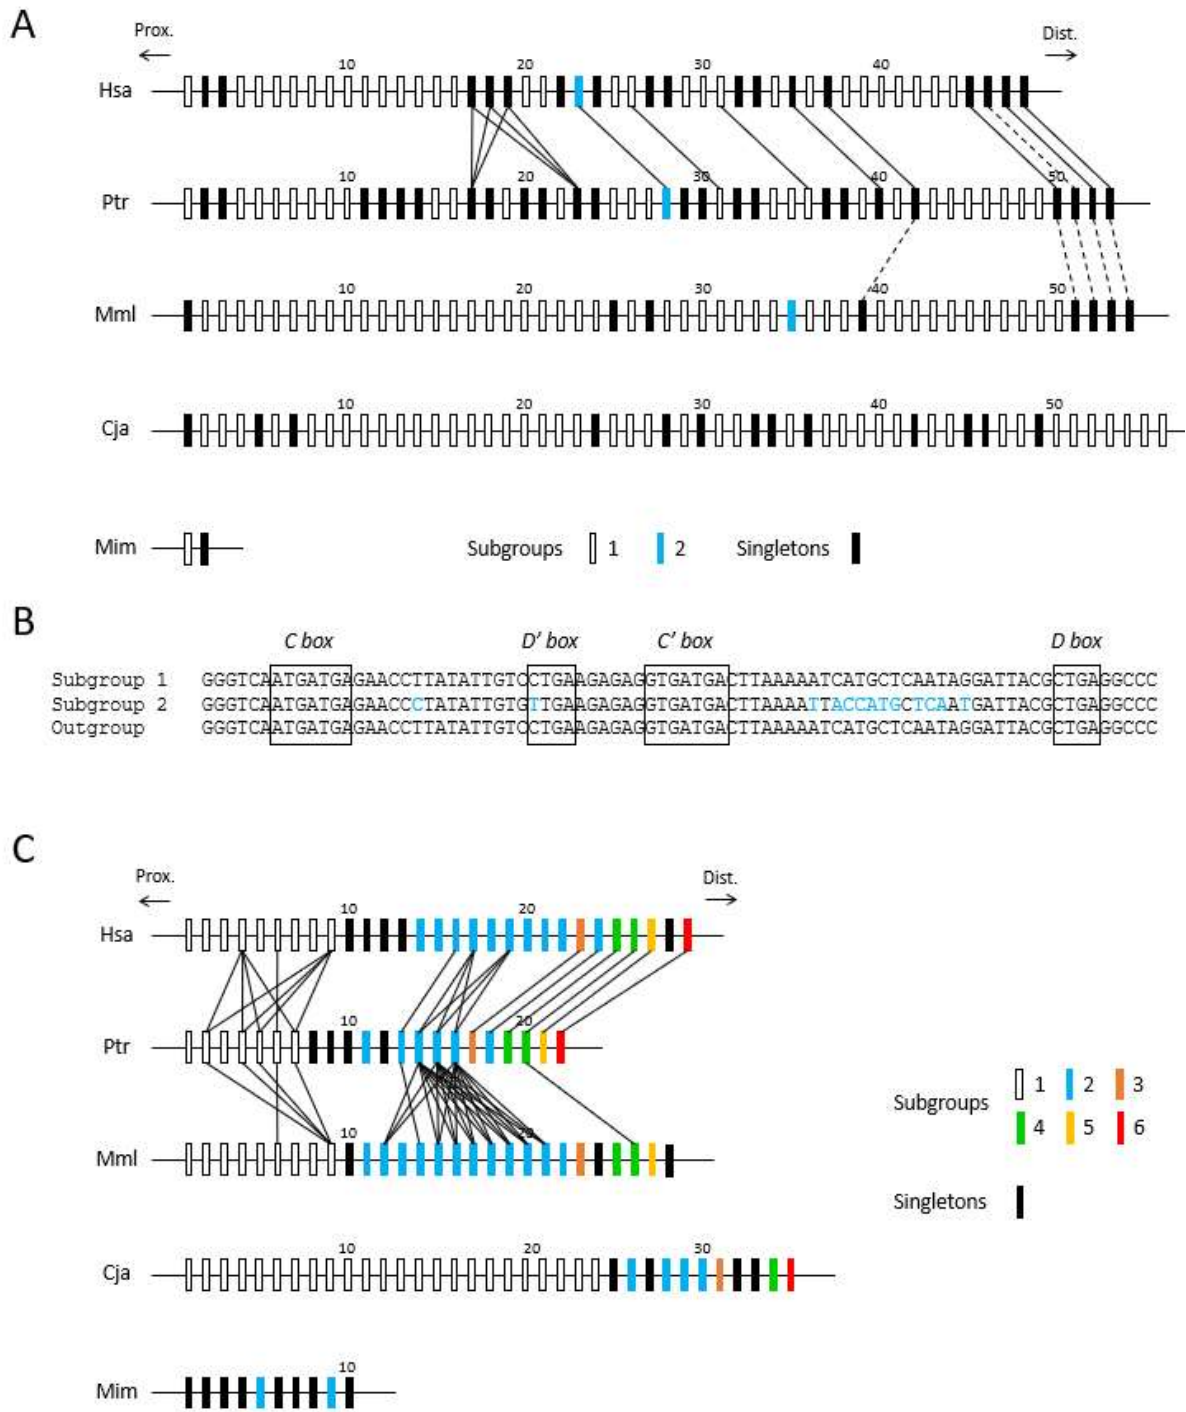 A
Prox.
Dist.
10 20 30 40
Hsa
10 20 30 40 50
Ptr
10 20 30 40 50
Mml
10 20 30 40 50
Cja
Mim
Subgroups 1 2 Singletons
B
C box D' box C' box D box
Subgroup 1 GGGTCAATGATGAGAACCTTATATTGTCCTGAAGAGAGGTGATGACTTAAAAATCATGCTCAATAGGATTACGCTGAGGCCC
Subgroup 2 GGGTCAATGATGAGAACCCTATATTGTGTTGAAGAGAGGTGATGACTTAAAATTACCATGCTCAATGATTACGCTGAGGCCC
Outgroup GGGTCAATGATGAGAACCTTATATTGTCCTGAAGAGAGGTGATGACTTAAAAATCATGCTCAATAGGATTACGCTGAGGCCC
C
Prox.
Dist.
10 20
Hsa
10 20
Ptr
Subgroups 1 2 3
4 5 6
10 20
Mml
Singletons
10 20 30
Cja
10
Mim